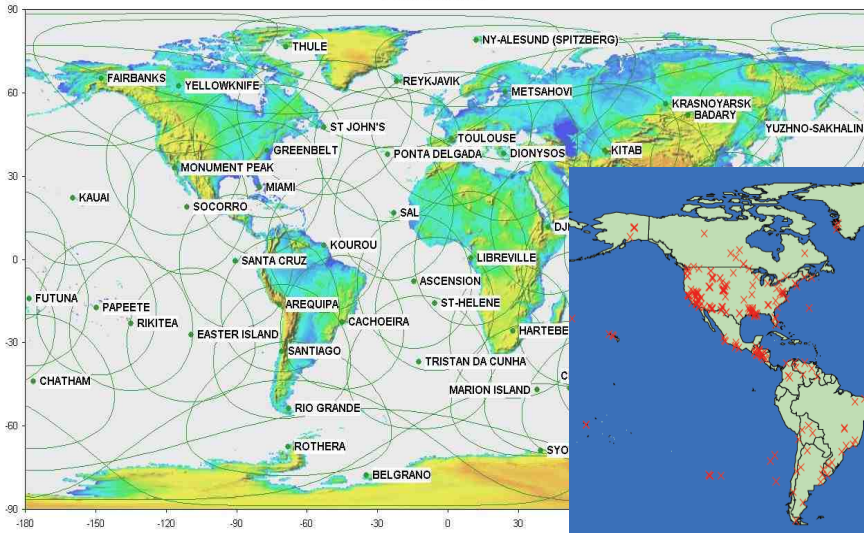 90
THULE
NY-ALESUND (SPITZBERG)
FAIRBANKS
YELLOWKNIFE
REYKJAVIK
METSAHOVI
60
KRASNOYARSK
BADARY
ST JOHN'S
YUZHNO-SAKHALIN
TOULOUSE
GREENBELT
PONTA DELGADA
DIONYSOS
KITAB
MONUMENT PEAK
30
MIAMI
KAUAI
SOCORRO
SAL
DJ
KOUROU
0
SANTA CRUZ
LIBREVILLE
ASCENSION
FUTUNA
PAPEETE
AREQUIPA
ST-HELENE
RIKITEA
CACHOEIRA
EASTER ISLAND
HARTEBE
-30
SANTIAGO
TRISTAN DA CUNHA
CHATHAM
C
MARION ISLAND
RIO GRANDE
-60
ROTHERA
SYO
BELGRANO
-90
-180
-150
-120
-90
-60
-30
0
30